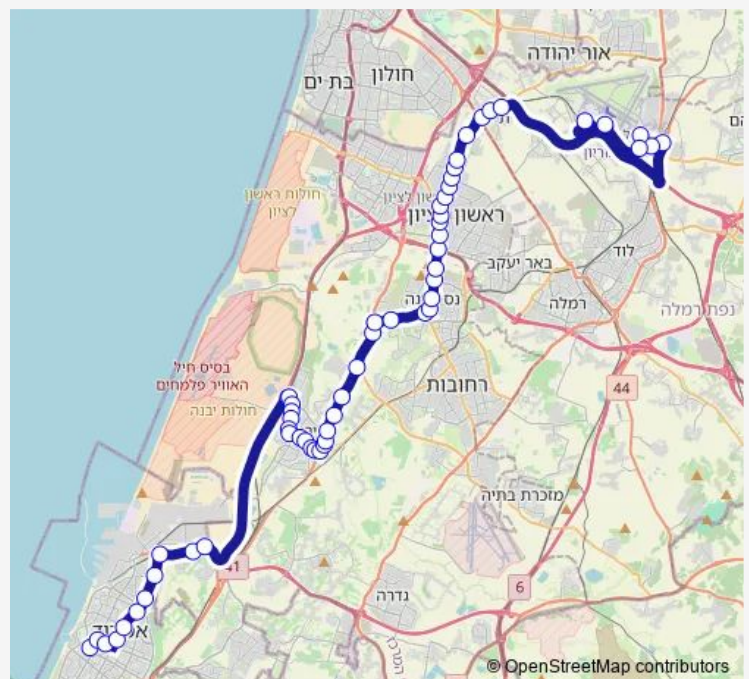 אור יהודה
חולון
בת ים
חולות ראשון
לציון
ראשון
לוד
באר יעקב
רמלה
נפת רמלה
בסיס חיל
האוויר פלמחים
חולות יבנה
רחובות
44
מזכרת בתיה
41
6
גדרה
© OpenStreetMap contributors